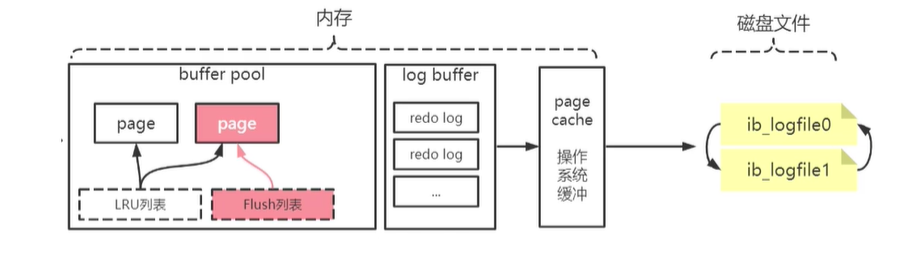 内存
磁盘文件
buffer pool
page
page
LRU列表
Flush列表
log buffer
redo log
redo log
...
page
cache
操作
系统
缓冲
ib_logfile0
ib_logfile1